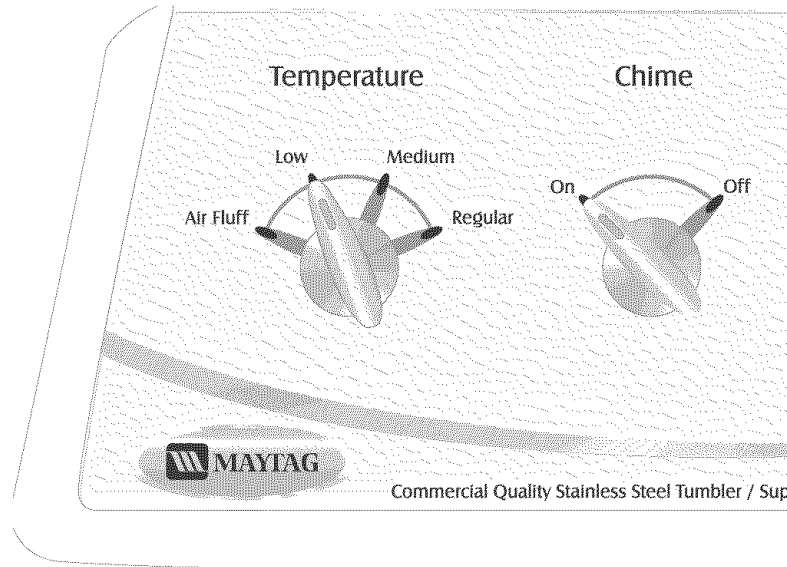 Temperature
Chime
Low
Medium
On
Off
Air Fluff
Regular
MAYTAG
Commercial Quality Stainless Steel Tumbler /